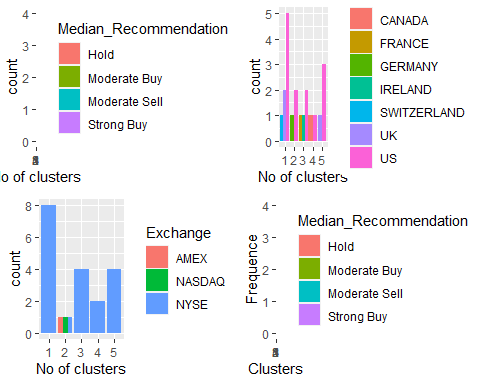 4
3
2
1
0
count
No of clusters
Median_Recommendation
Hold
Moderate Buy
Moderate Sell
Strong Buy
5
4
3
2
1
0
count
1 2 3 4 5
No of clusters
CANADA
FRANCE
GERMANY
IRELAND
SWITZERLAND
UK
US
8
6
4
2
0
count
1 2 3 4 5
No of clusters
Exchange
AMEX
NASDAQ
NYSE
4
3
2
1
0
Frequence
Clusters
Median_Recommendation
Hold
Moderate Buy
Moderate Sell
Strong Buy